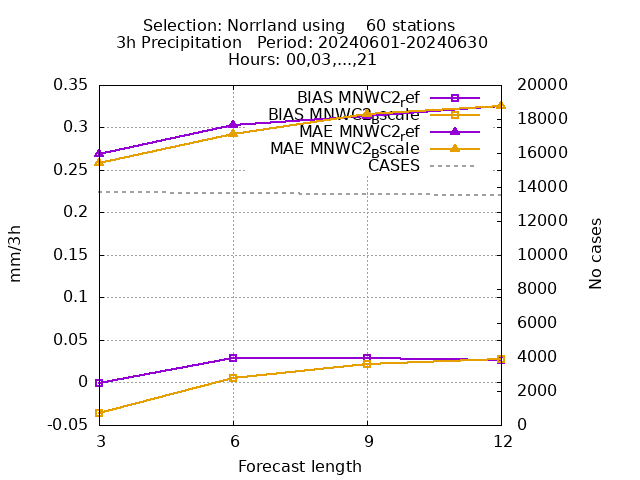 Selection: Norrland using    60 stations
3h Precipitation   Period: 20240601-20240630
Hours: 00,03,...,21
0.35
0.3
0.25
0.2
0.15
0.1
0.05
0
-0.05
mm/3h
BIAS MNWC2_ref
BIAS MNWC2_Bscale
MAE MNWC2_ref
MAE MNWC2_Bscale
CASES
20000
18000
16000
14000
12000
10000
8000
6000
4000
2000
0
No cases
3 6 9 12
Forecast length